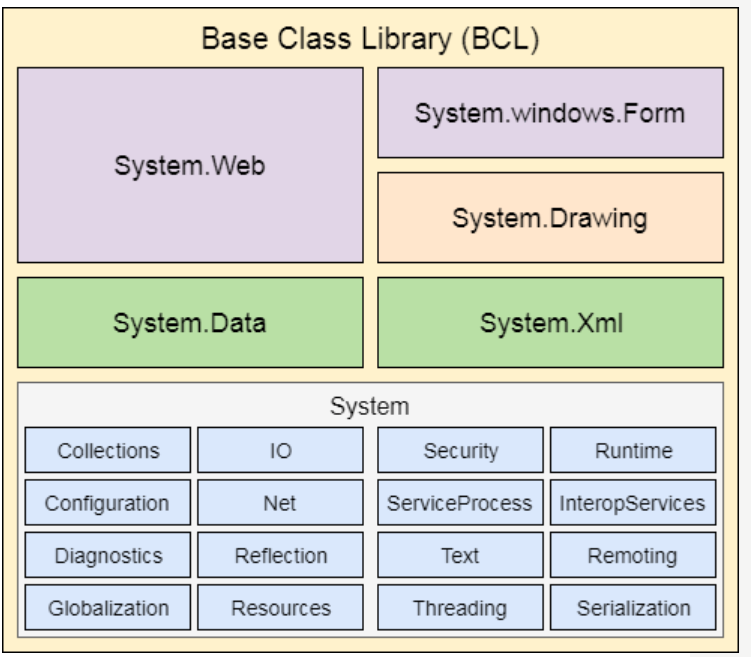 Base Class Library (BCL)
System.Web
System.windows.Form
System.Drawing
System.Data
System.Xml
System
Collections
IO
Security
Runtime
Configuration
Net
ServiceProcess
InteropServices
Diagnostics
Reflection
Text
Remoting
Globalization
Resources
Threading
Serialization